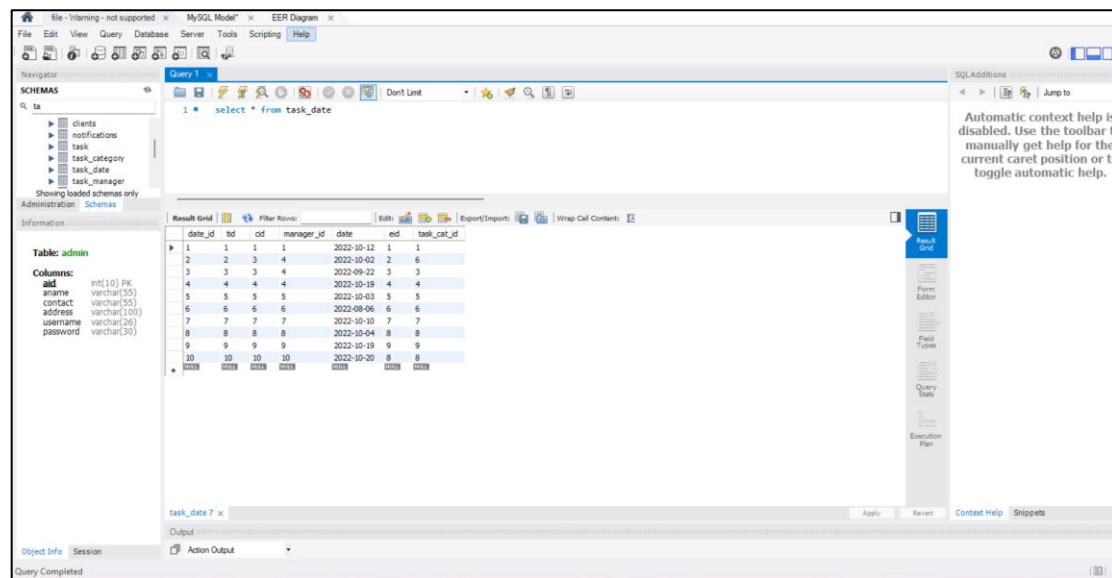 file - Warning - not supported × MySQL Model* × EER Diagram ×
File Edit View Query Database Server Tools Scripting Help
Navigator
SCHEMAS
ta
clients
notifications
task
task_category
task_date
task_manager
Showing loaded schemas only
Administration Schemas
Information
Table: admin
Columns:
aid int(10) PK
aname varchar(55)
contact varchar(55)
address varchar(100)
username varchar(26)
password varchar(30)
Object Info Session
Query 1 ×
Don't Limit
1 select * from task_date
Result Grid Filter Rows: Edit: Export/Import: Wrap Cell Content:
date_id tid cid manager_id date eid task_cat_id
1 1 1 1 2022-10-12 1 1
2 2 3 4 2022-10-02 2 6
3 3 3 4 2022-09-22 3 3
4 4 4 4 2022-10-19 4 4
5 5 5 5 2022-10-03 5 5
6 6 6 6 2022-08-06 6 6
7 7 7 7 2022-10-10 7 7
8 8 8 8 2022-10-04 8 8
9 9 9 9 2022-10-19 9 9
10 10 10 10 2022-10-20 8 8
NULL NULL NULL NULL NULL NULL NULL
Result
Grid
Form
Editor
Field
Types
Query
Stats
Execution
Plan
task_date 7 × Apply Revert
Output
Action Output
SQLAdditions
Jump to
Automatic context help is
disabled. Use the toolbar t
manually get help for the
current caret position or t
toggle automatic help.
Context Help Snippets
Query Completed